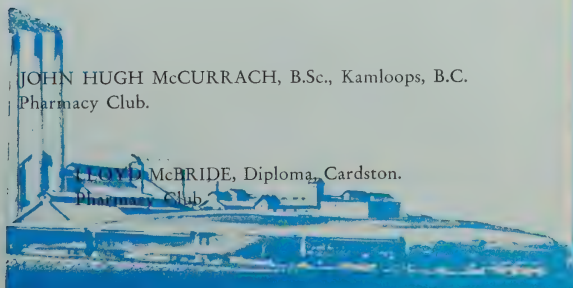 JOHN HUGH McCURRACH, B.Sc., Kamloops, B.C.
Pharmacy Club.
LLOYD McBRIDE, Diploma, Cardston.
Pharmacy Club.